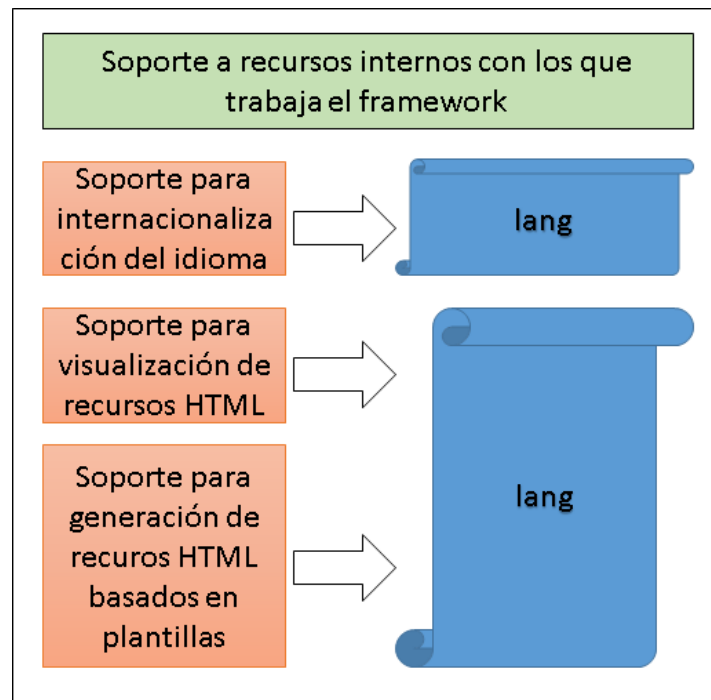 Soporte a recursos internos con los que
trabaja el framework
Soporte para
internacionaliza
ción del idioma
lang
Soporte para
visualización de
recursos HTML
Soporte para
generación de
recuros HTML
basados en
plantillas
lang